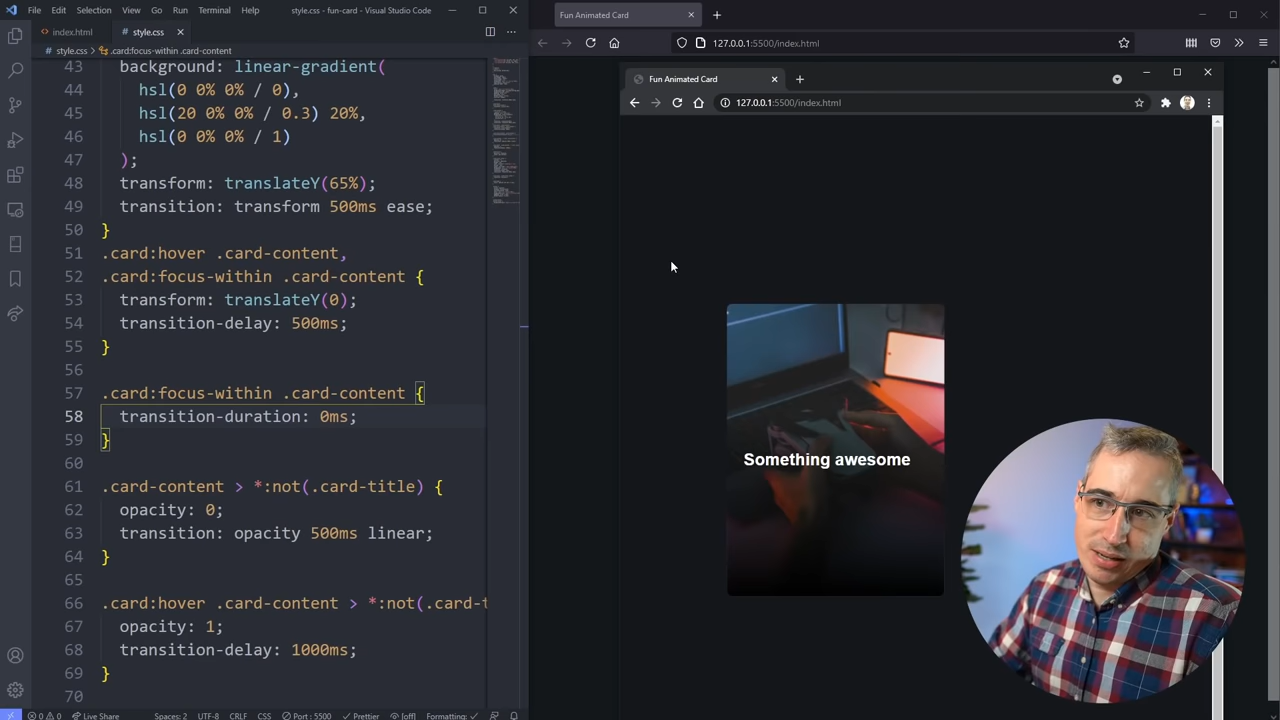 File Edit Selection View Go Run Terminal Help style.css - fun-card - Visual Studio Code
index.html style.css
style.css > .card:focus-within .card-content
43 background: linear-gradient(
44 hsl(0 0% 0% / 0),
45 hsl(20 0% 0% / 0.3) 20%,
46 hsl(0 0% 0% / 1)
47 );
48 transform: translateY(65%);
49 transition: transform 500ms ease;
50 }
51 .card:hover .card-content,
52 .card:focus-within .card-content {
53 transform: translateY(0);
54 transition-delay: 500ms;
55 }
56
57 .card:focus-within .card-content {
58 transition-duration: 0ms;
59 }
60
61 .card-content > *:not(.card-title) {
62 opacity: 0;
63 transition: opacity 500ms linear;
64 }
65
66 .card:hover .card-content > *:not(.card-t
67 opacity: 1;
68 transition-delay: 1000ms;
69 }
70
0 0 Live Share Spaces: 2 UTF-8 CRLF CSS Port : 5500 Prettier [off] Formatting: ✓
Fun Animated Card
127.0.0.1:5500/index.html
Fun Animated Card
127.0.0.1:5500/index.html
Something awesome